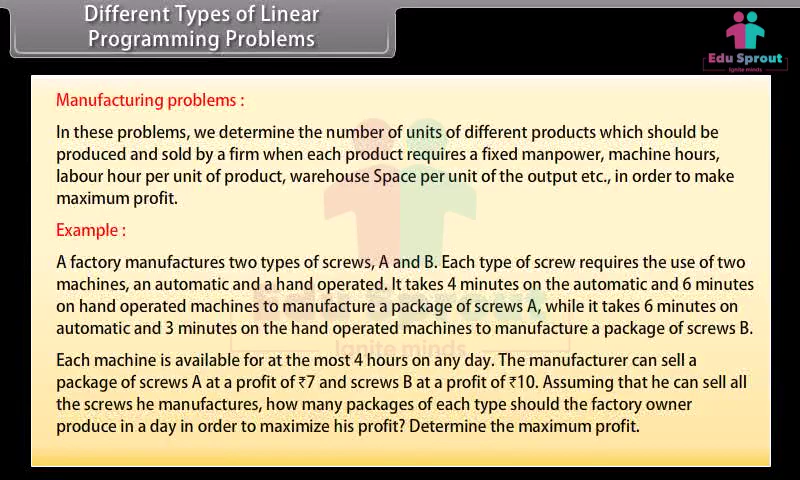 Different Types of Linear
Programming Problems
Edu Sprout
Ignite minds
Manufacturing problems :
In these problems, we determine the number of units of different products which should be
produced and sold by a firm when each product requires a fixed manpower, machine hours,
labour hour per unit of product, warehouse Space per unit of the output etc., in order to make
maximum profit.
Example :
A factory manufactures two types of screws, A and B. Each type of screw requires the use of two
machines, an automatic and a hand operated. It takes 4 minutes on the automatic and 6 minutes
on hand operated machines to manufacture a package of screws A, while it takes 6 minutes on
automatic and 3 minutes on the hand operated machines to manufacture a package of screws B.
Each machine is available for at the most 4 hours on any day. The manufacturer can sell a
package of screws A at a profit of ₹7 and screws B at a profit of ₹10. Assuming that he can sell all
the screws he manufactures, how many packages of each type should the factory owner
produce in a day in order to maximize his profit? Determine the maximum profit.
Edu Sprout
Ignite minds